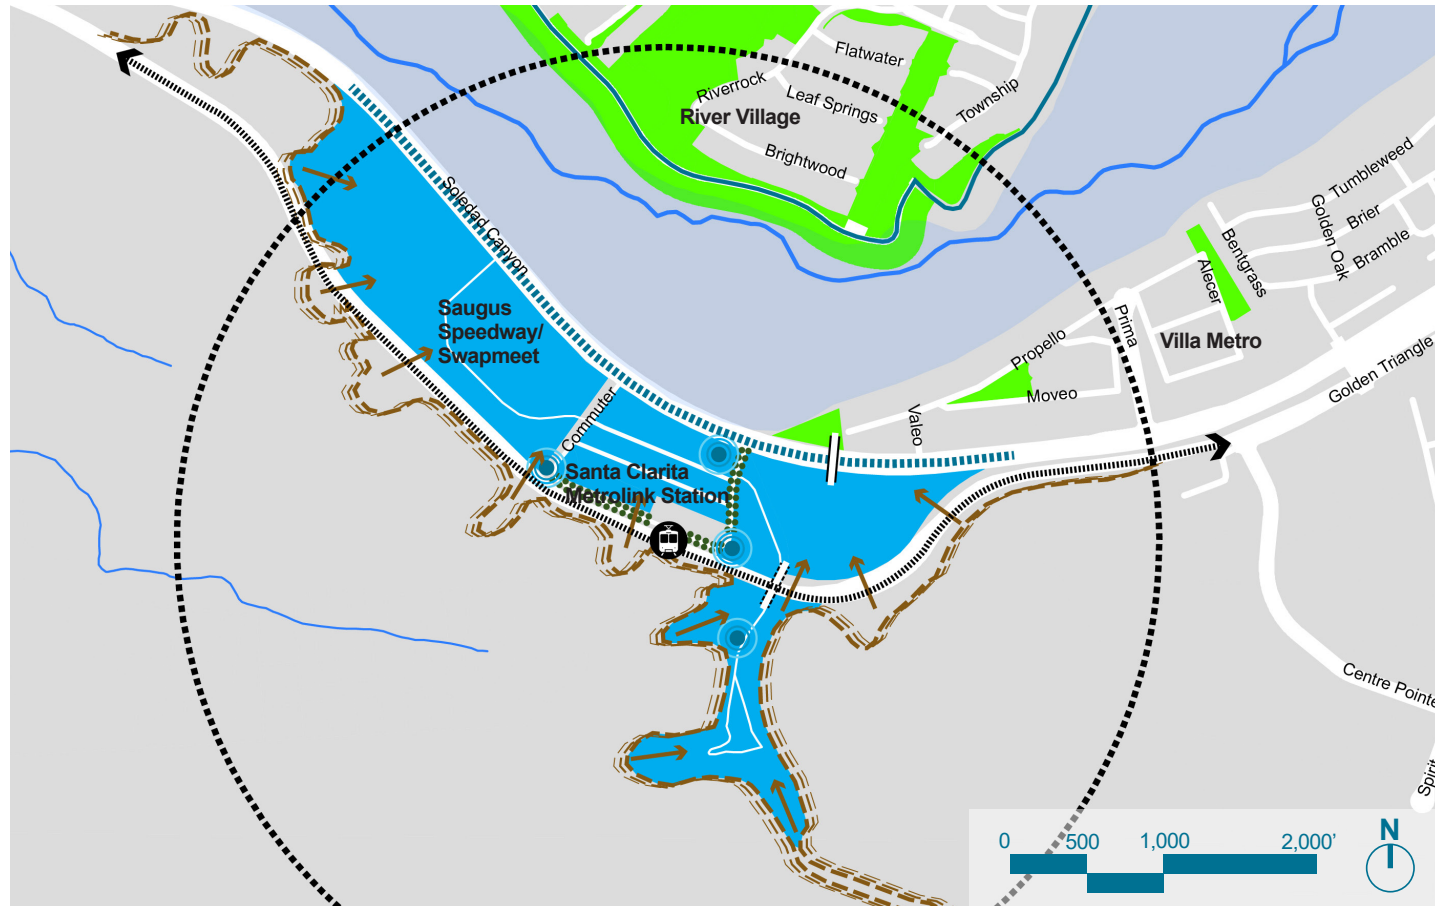 Flatwater
Riverrock
Leaf Springs
Township
River Village
Brightwood
Soledad Canyon
Golden Tumbleweed
Brier
Golden Oak
Bramble
Bentgrass
Alecer
Prima
Villa Metro
Golden Triangle
Propello
Moveo
Valeo
Saugus
Speedway/
Swapmeet
Commuter
Santa Clarita
Metrolink Station
Centre Pointe
Spirit
0 500 1,000 2,000’
N